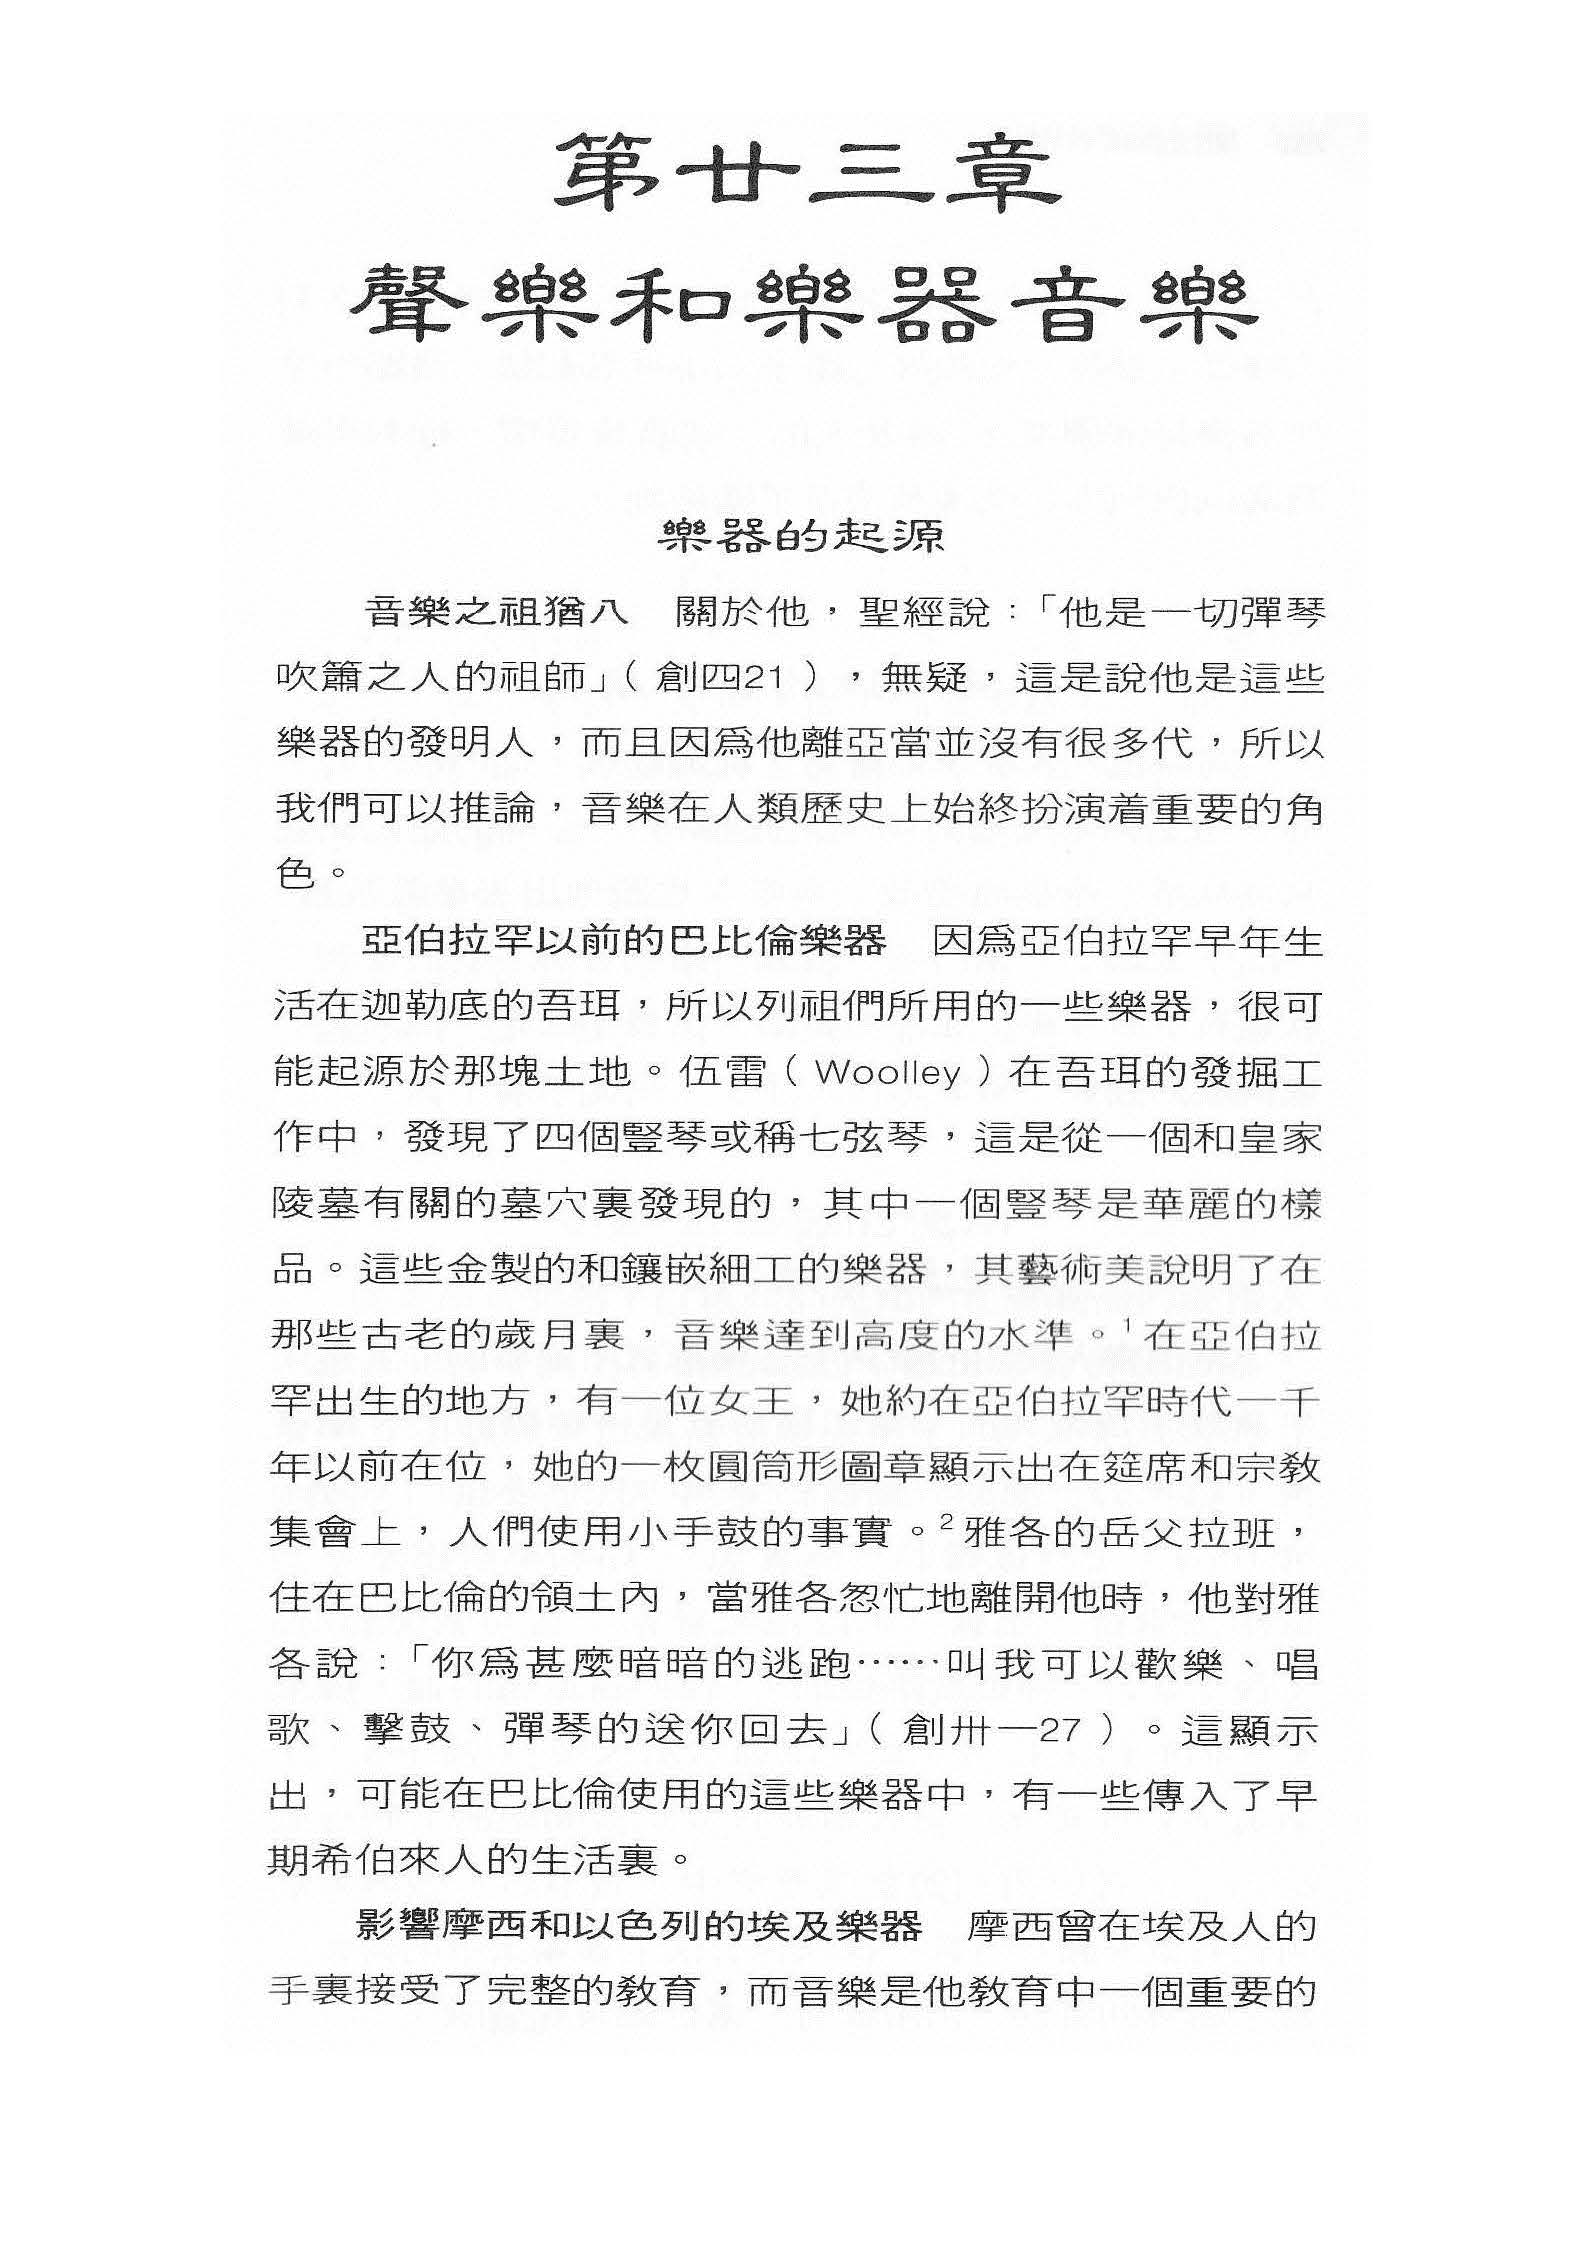 第廿三章
聲樂和樂器音樂
樂器的起源
音樂之祖猶八　關於他，聖經說：「他是一切彈琴
吹簫之人的祖師」（創四21），無疑，這是說他是這些
樂器的發明人，而且因爲他離亞當並沒有很多代，所以
我們可以推論，音樂在人類歷史上始終扮演着重要的角
色。
亞伯拉罕以前的巴比倫樂器　因爲亞伯拉罕早年生
活在迦勒底的吾珥，所以列祖們所用的一些樂器，很可
能起源於那塊土地。伍雷（Woolley）在吾珥的發掘工
作中，發現了四個豎琴或稱七弦琴，這是從一個和皇家
陵墓有關的墓穴裏發現的，其中一個豎琴是華麗的樣
品。這些金製的和鑲嵌細工的樂器，其藝術美說明了在
那些古老的歲月裏，音樂達到高度的水準。1在亞伯拉
罕出生的地方，有一位女王，她約在亞伯拉罕時代一千
年以前在位，她的一枚圓筒形圖章顯示出在筵席和宗教
集會上，人們使用小手鼓的事實。2雅各的岳父拉班，
住在巴比倫的領土內，當雅各怱忙地離開他時，他對雅
各說：「你爲甚麼暗暗的逃跑……叫我可以歡樂、唱
歌、擊鼓、彈琴的送你回去」（創卅一27）。這顯示
出，可能在巴比倫使用的這些樂器中，有一些傳入了早
期希伯來人的生活裏。
影響摩西和以色列的埃及樂器　摩西曾在埃及人的
手裏接受了完整的教育，而音樂是他教育中一個重要的